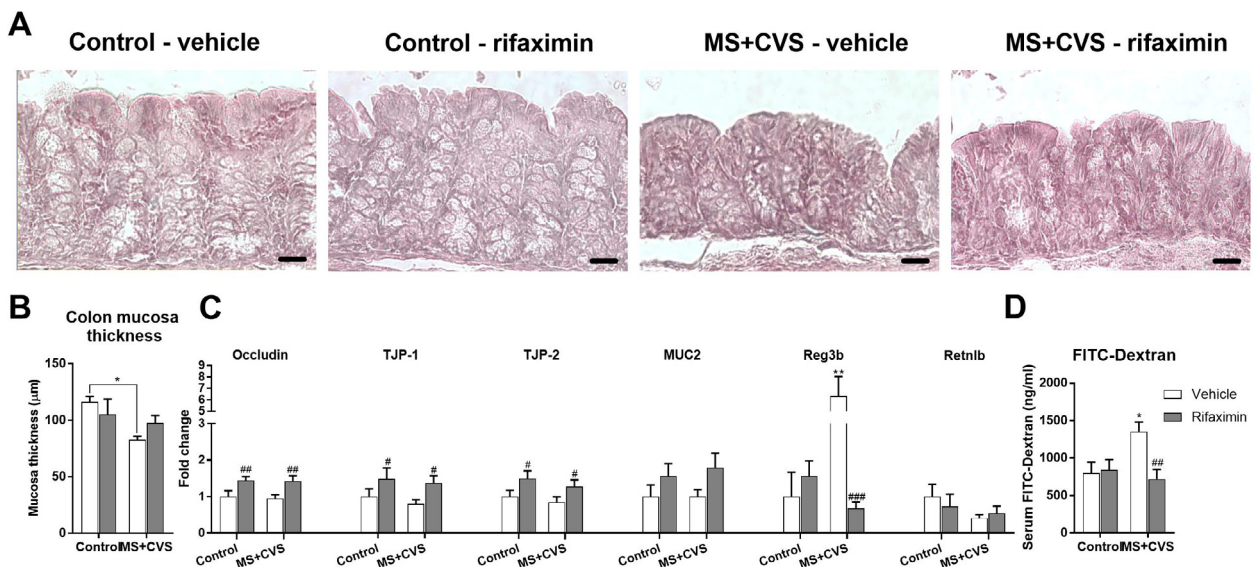 A
Control - vehicle
Control - rifaximin
MS+CVS - vehicle
MS+CVS - rifaximin
B
Colon mucosa
thickness
Mucosa thickness (μm)
150
100
50
0
*
Control
MS+CVS
C
Fold change
9
8
7
6
5
3
2
1
0
Occludin
##
##
Control
MS+CVS
TJP-1
#
#
Control
MS+CVS
TJP-2
#
#
Control
MS+CVS
MUC2
Control
MS+CVS
Reg3b
**
###
Control
MS+CVS
Retnlb
Control
MS+CVS
D
FITC-Dextran
Serum FITC-Dextran (ng/ml)
2000
1500
1000
500
0
*
##
Control
MS+CVS
Vehicle
Rifaximin